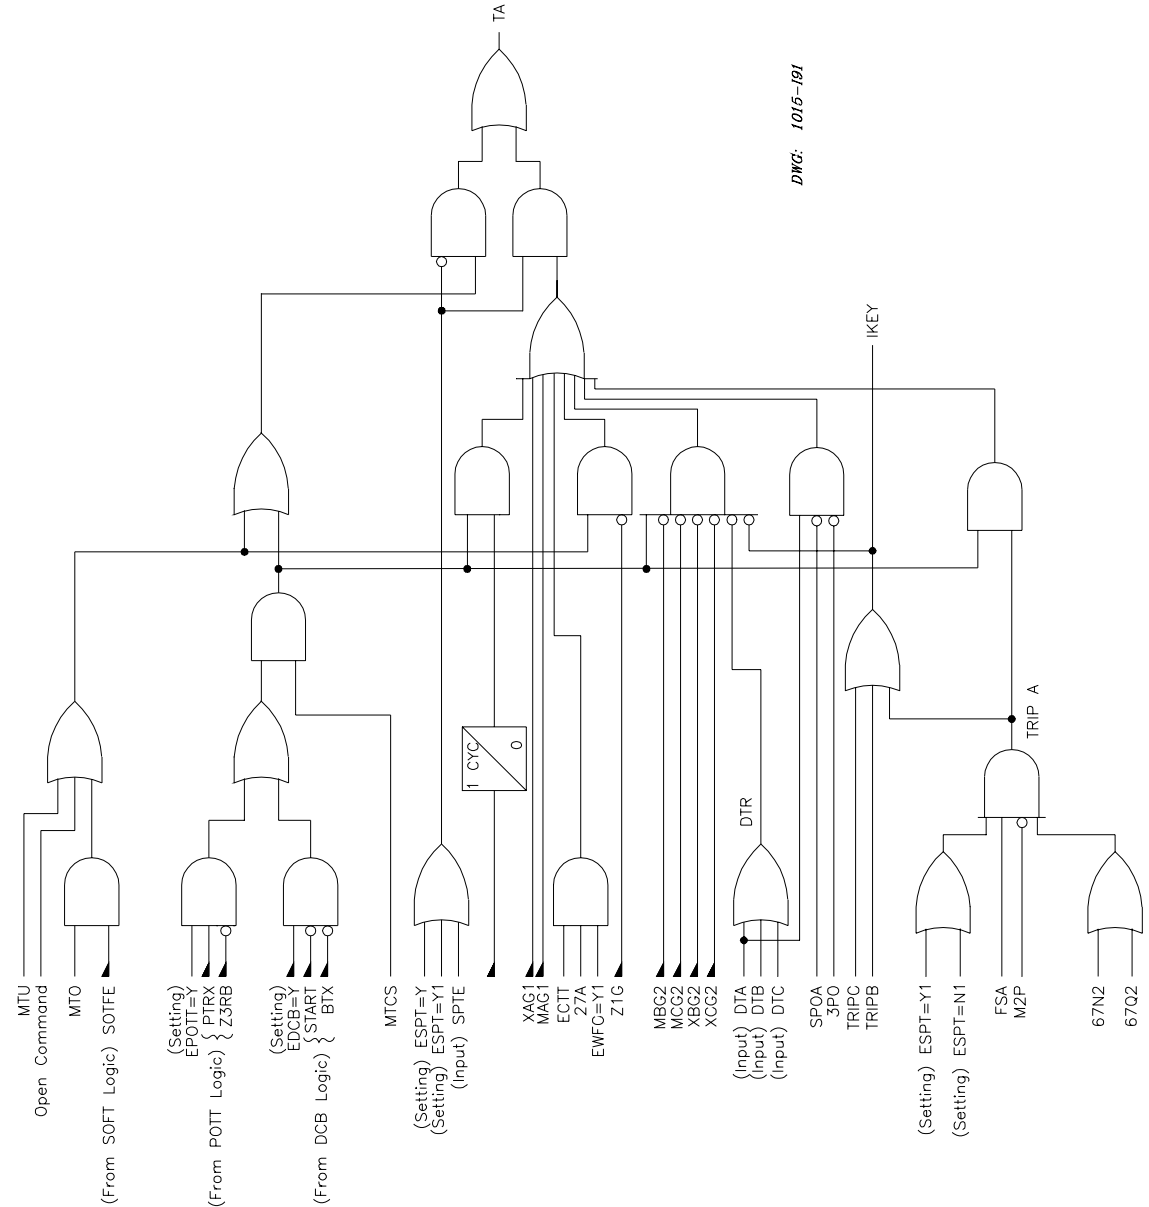 TA
DWG: 1015-191
IKEY
TRIP A
1 CYC
0
DTR
MTU
Open Command
MTO
(From SOFT Logic) SOTFE
(Setting)
EPOTT=Y
(From POTT Logic) { PTRX
Z3RB
(Setting)
EDCB=Y
(From DCB Logic) { START
BTX
MTCS
(Setting) ESPT=Y
(Setting) ESPT=Y1
(Input) SPTE
XAG1
MAG1
ECTT
27A
EWFC=Y1
Z1G
MBG2
MCG2
XBG2
XCG2
(Input) DTA
(Input) DTB
(Input) DTC
SPOA
3PO
TRIPC
TRIPB
(Setting) ESPT=Y1
(Setting) ESPT=N1
FSA
M2P
67N2
67Q2